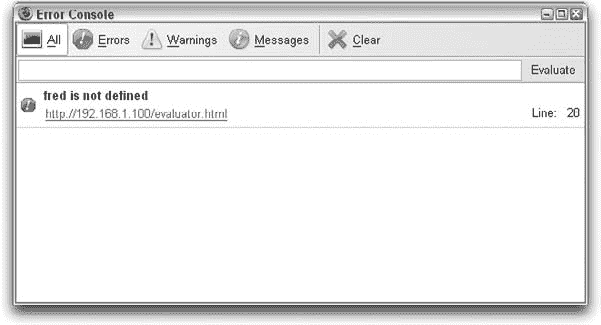 Error Console
All Errors Warnings Messages Clear
Evaluate
fred is not defined
http://192.168.1.100/evaluator.html Line: 20